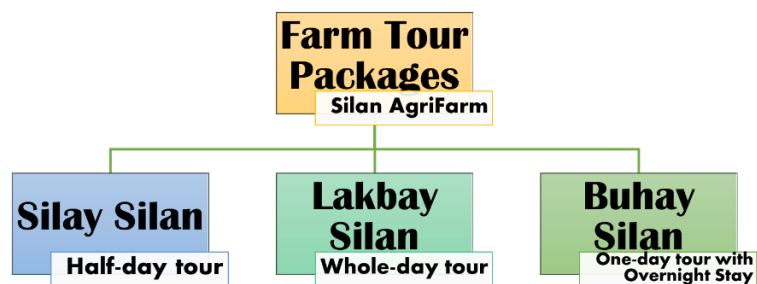 Farm Tour
Packages
Silan AgriFarm
Silay Silan
Half-day tour
Lakbay
Silan
Whole-day tour
Buhay
Silan
One-day tour with
Overnight Stay